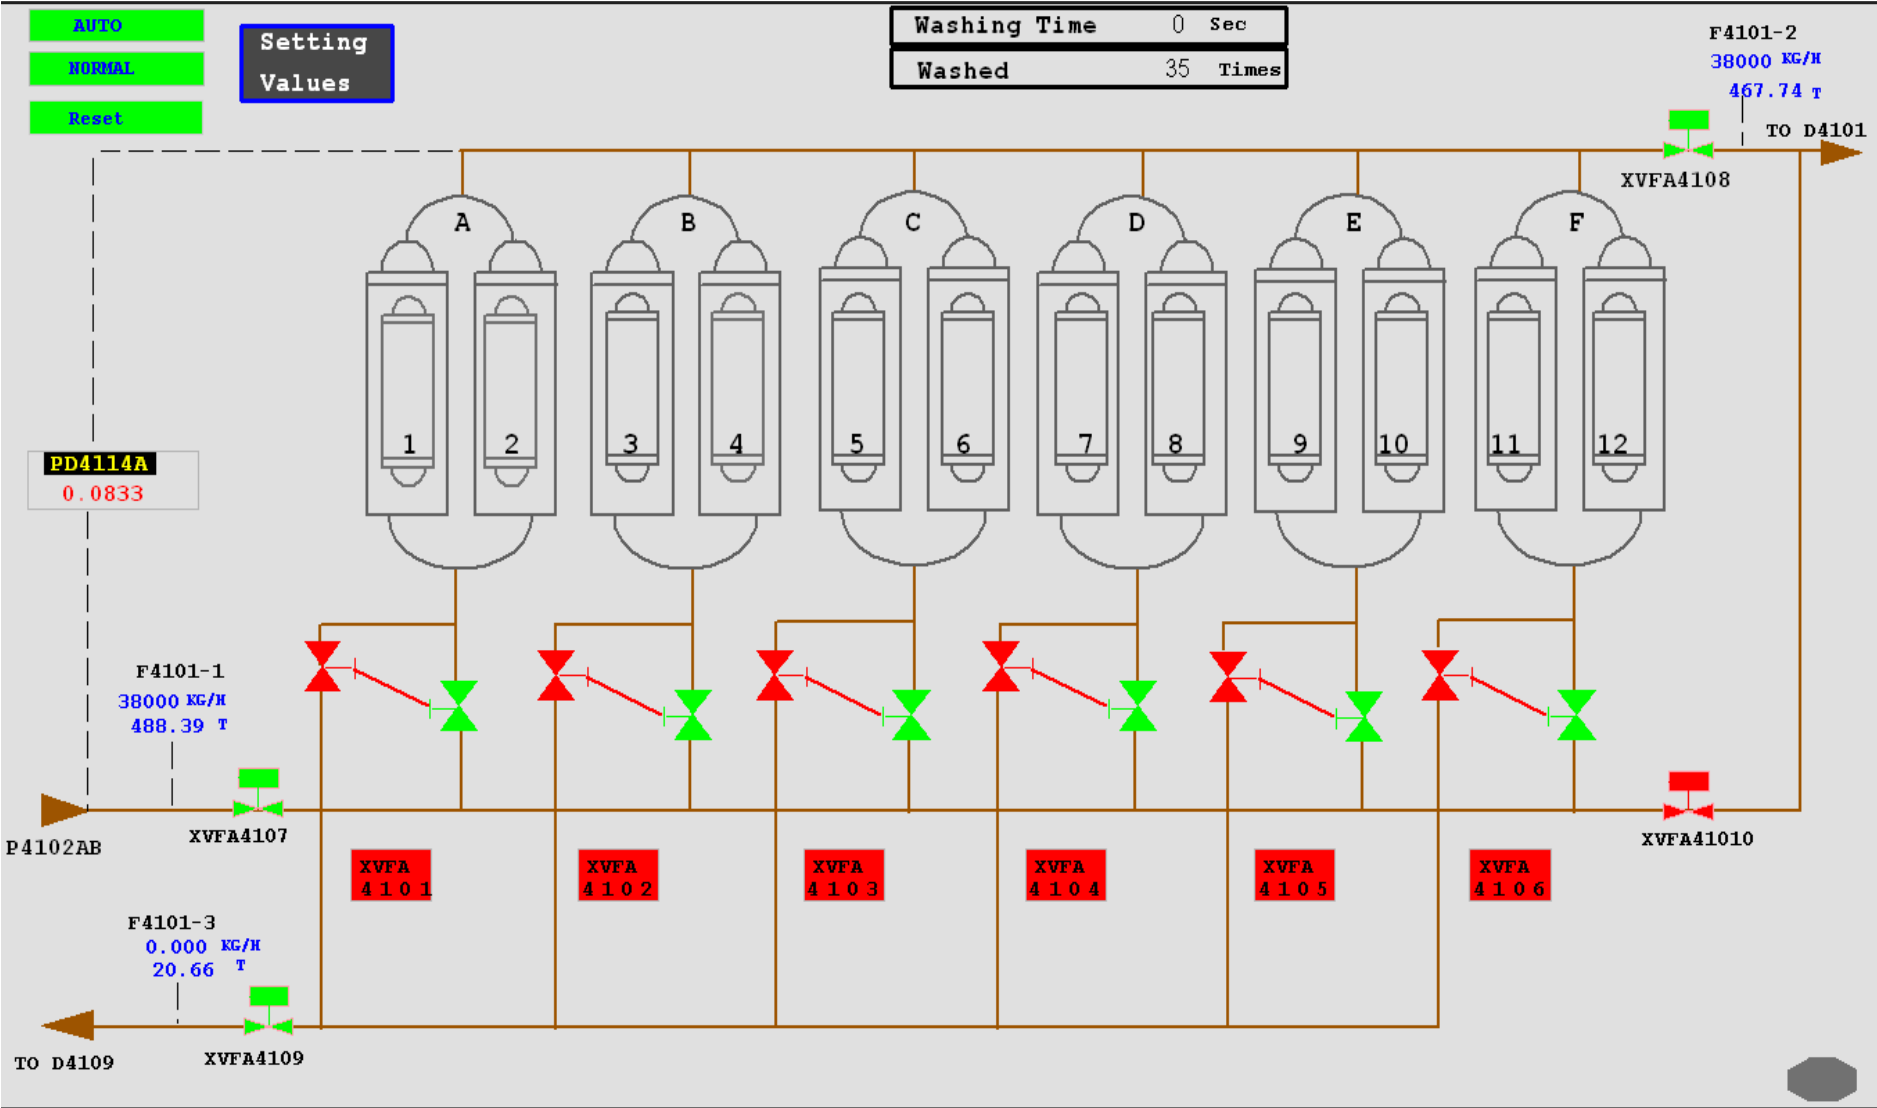 AUTO
NORMAL
Reset
Setting
Values
Washing Time 0 Sec
Washed 35 Times
F4101-2
38000 KG/H
467.74 T
TO D4101
XVFA4108
A B C D E F
1 2 3 4 5 6 7 8 9 10 11 12
PD4114A
0.0833
F4101-1
38000 KG/H
488.39 T
P4102AB
XVFA4107
XVFA41010
XVFA
4101
XVFA
4102
XVFA
4103
XVFA
4104
XVFA
4105
XVFA
4106
F4101-3
0.000 KG/H
20.66 T
TO D4109
XVFA4109